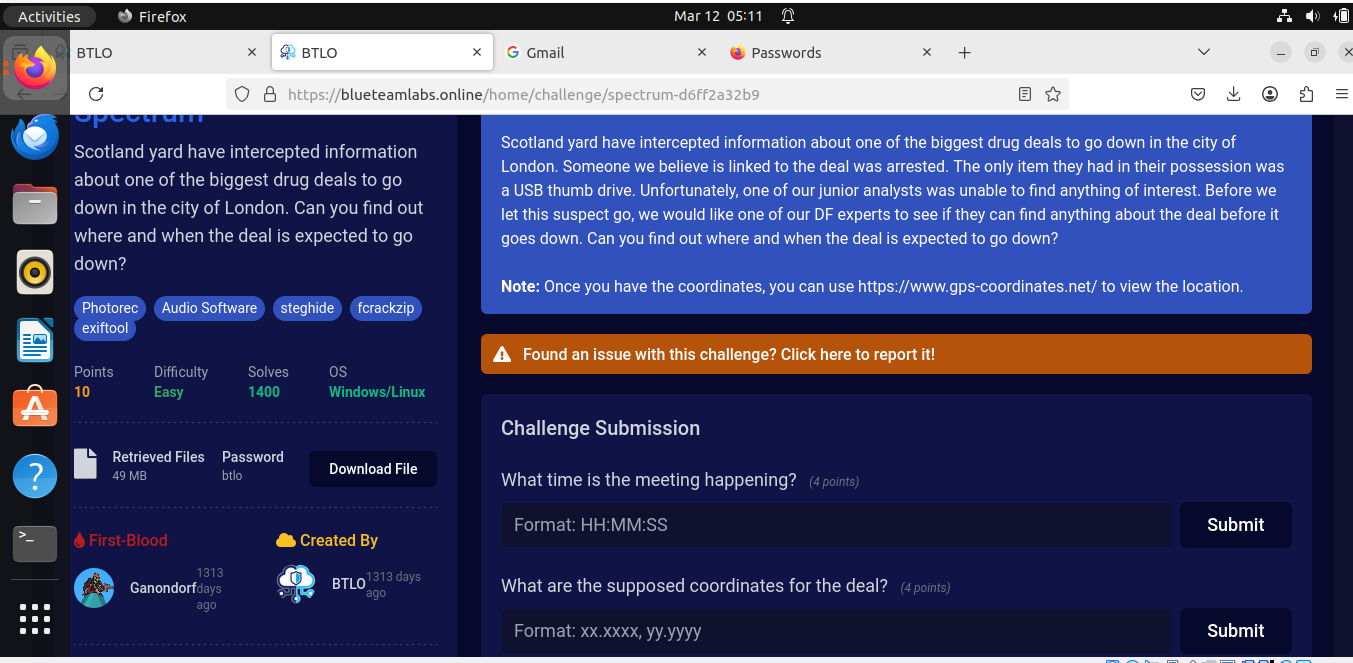 Activities Firefox Mar 12 05:11
BTLO BTLO Gmail Passwords
https://blueteamlabs.online/home/challenge/spectrum-d6ff2a32b9
Spectrum
Scotland yard have intercepted information
about one of the biggest drug deals to go
down in the city of London. Can you find out
where and when the deal is expected to go
down?
Photorec Audio Software steghide fcrackzip
exiftool
Points Difficulty Solves OS
10 Easy 1400 Windows/Linux
Retrieved Files Password
49 MB btlo
Download File
First-Blood Created By
Ganondorf 1313 days ago
BTLO 1313 days ago
Scotland yard have intercepted information about one of the biggest drug deals to go down in the city of
London. Someone we believe is linked to the deal was arrested. The only item they had in their possession was
a USB thumb drive. Unfortunately, one of our junior analysts was unable to find anything of interest. Before we
let this suspect go, we would like one of our DF experts to see if they can find anything about the deal before it
goes down. Can you find out where and when the deal is expected to go down?
Note: Once you have the coordinates, you can use https://www.gps-coordinates.net/ to view the location.
Found an issue with this challenge? Click here to report it!
Challenge Submission
What time is the meeting happening? (4 points)
Format: HH:MM:SS Submit
What are the supposed coordinates for the deal? (4 points)
Format: xx.xxxx, yy.yyyy Submit